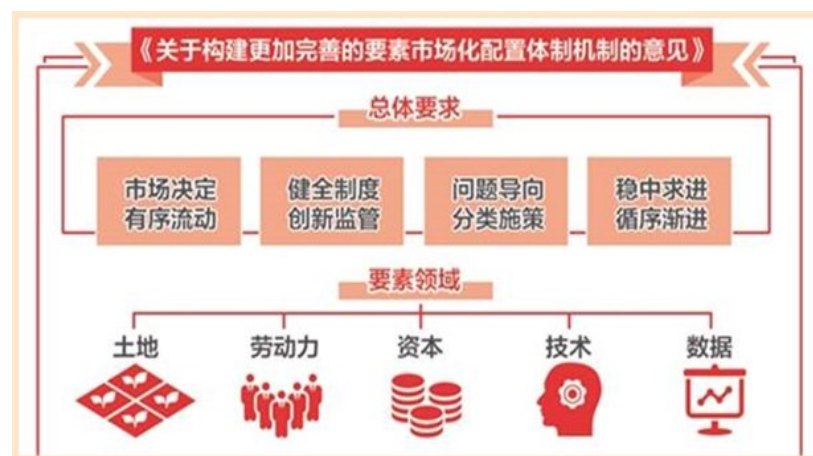 《关于构建更加完善的要素市场化配置体制机制的意见》
总体要求
市场决定
有序流动
健全制度
创新监管
问题导向
分类施策
稳中求进
循序渐进
要素领域
土地
劳动力
资本
技术
数据